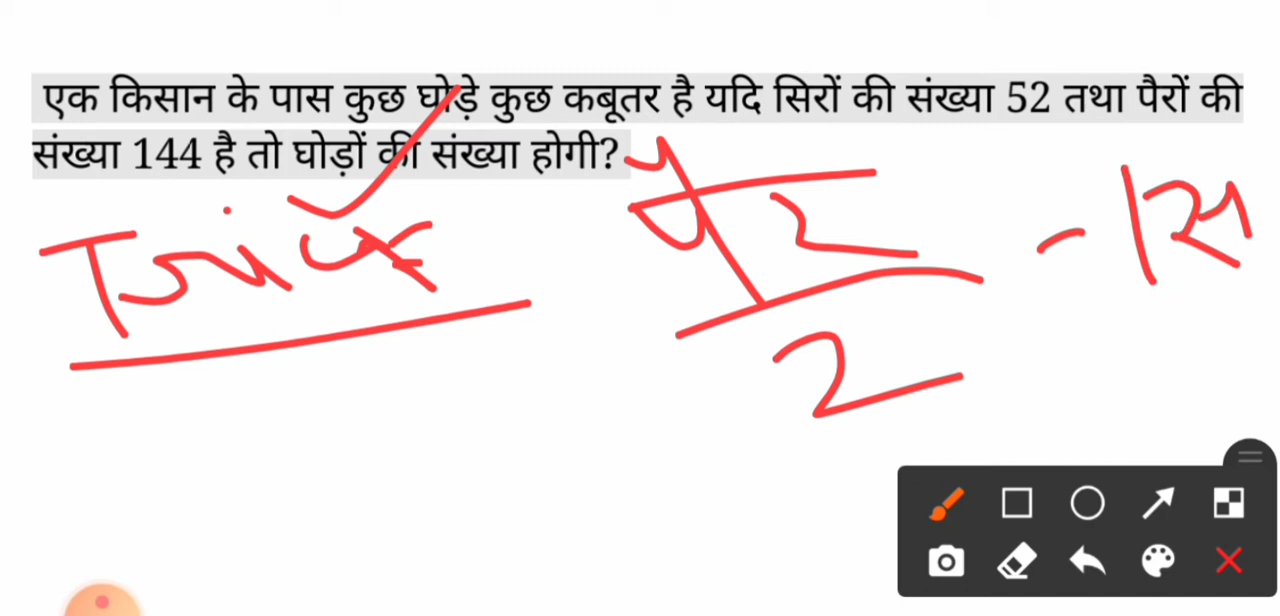 एक किसान के पास कुछ घोड़े कुछ कबूतर है यदि सिरों की संख्या 52 तथा पैरों की
संख्या 144 है तो घोड़ों की संख्या होगी?
Trick
2